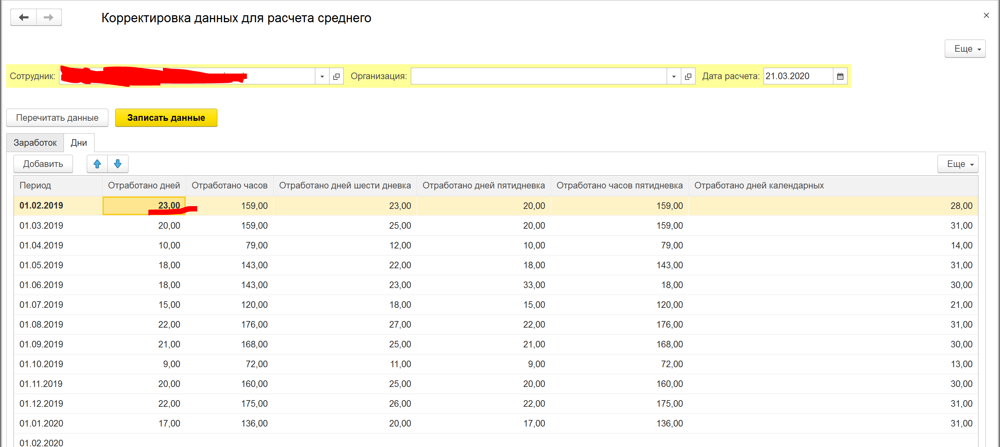 Корректировка данных для расчета среднего
Еще
Сотрудник: Организация: Дата расчета: 21.03.2020
Перечитать данные Записать данные
Заработок Дни
Добавить Еще
Период Отработано дней Отработано часов Отработано дней шести дневка Отработано дней пятидневка Отработано часов пятидневка Отработано дней календарных
01.02.2019 23,00 159,00 23,00 20,00 159,00 28,00
01.03.2019 20,00 159,00 25,00 20,00 159,00 31,00
01.04.2019 10,00 79,00 12,00 10,00 79,00 14,00
01.05.2019 18,00 143,00 22,00 18,00 143,00 31,00
01.06.2019 18,00 143,00 23,00 33,00 18,00 30,00
01.07.2019 15,00 120,00 18,00 15,00 120,00 21,00
01.08.2019 22,00 176,00 27,00 22,00 176,00 31,00
01.09.2019 21,00 168,00 25,00 21,00 168,00 30,00
01.10.2019 9,00 72,00 11,00 9,00 72,00 13,00
01.11.2019 20,00 160,00 25,00 20,00 160,00 30,00
01.12.2019 22,00 175,00 26,00 22,00 175,00 31,00
01.01.2020 17,00 136,00 20,00 17,00 136,00 31,00
01.02.2020